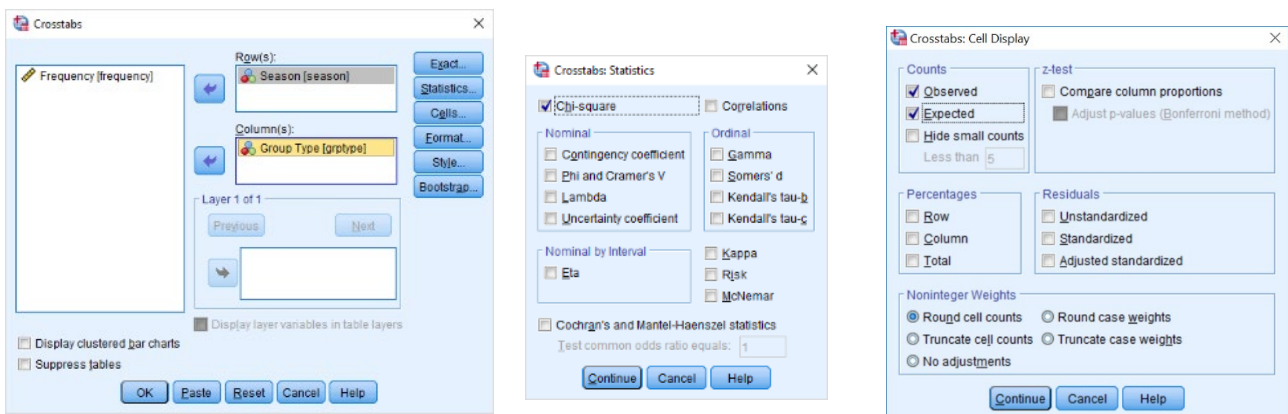 Crosstabs
Row(s):
Frequency [frequency]
Season [season]
Exact...
Statistics...
Cells...
Format...
Style...
Bootstrap...
Column(s):
Group Type [grptype]
Layer 1 of 1
Previous
Next
Display layer variables in table layers
Display clustered bar charts
Suppress tables
OK
Paste
Reset
Cancel
Help
Crosstabs: Statistics
Chi-square
Correlations
Nominal
Contingency coefficient
Phi and Cramer's V
Lambda
Uncertainty coefficient
Ordinal
Gamma
Somers' d
Kendall's tau-b
Kendall's tau-c
Nominal by Interval
Eta
Kappa
Risk
McNemar
Cochran's and Mantel-Haenszel statistics
Test common odds ratio equals: 1
Continue
Cancel
Help
Crosstabs: Cell Display
Counts
Observed
Expected
Hide small counts
Less than 5
z-test
Compare column proportions
Adjust p-values (Bonferroni method)
Percentages
Row
Column
Total
Residuals
Unstandardized
Standardized
Adjusted standardized
Noninteger Weights
Round cell counts
Round case weights
Truncate cell counts
Truncate case weights
No adjustments
Continue
Cancel
Help